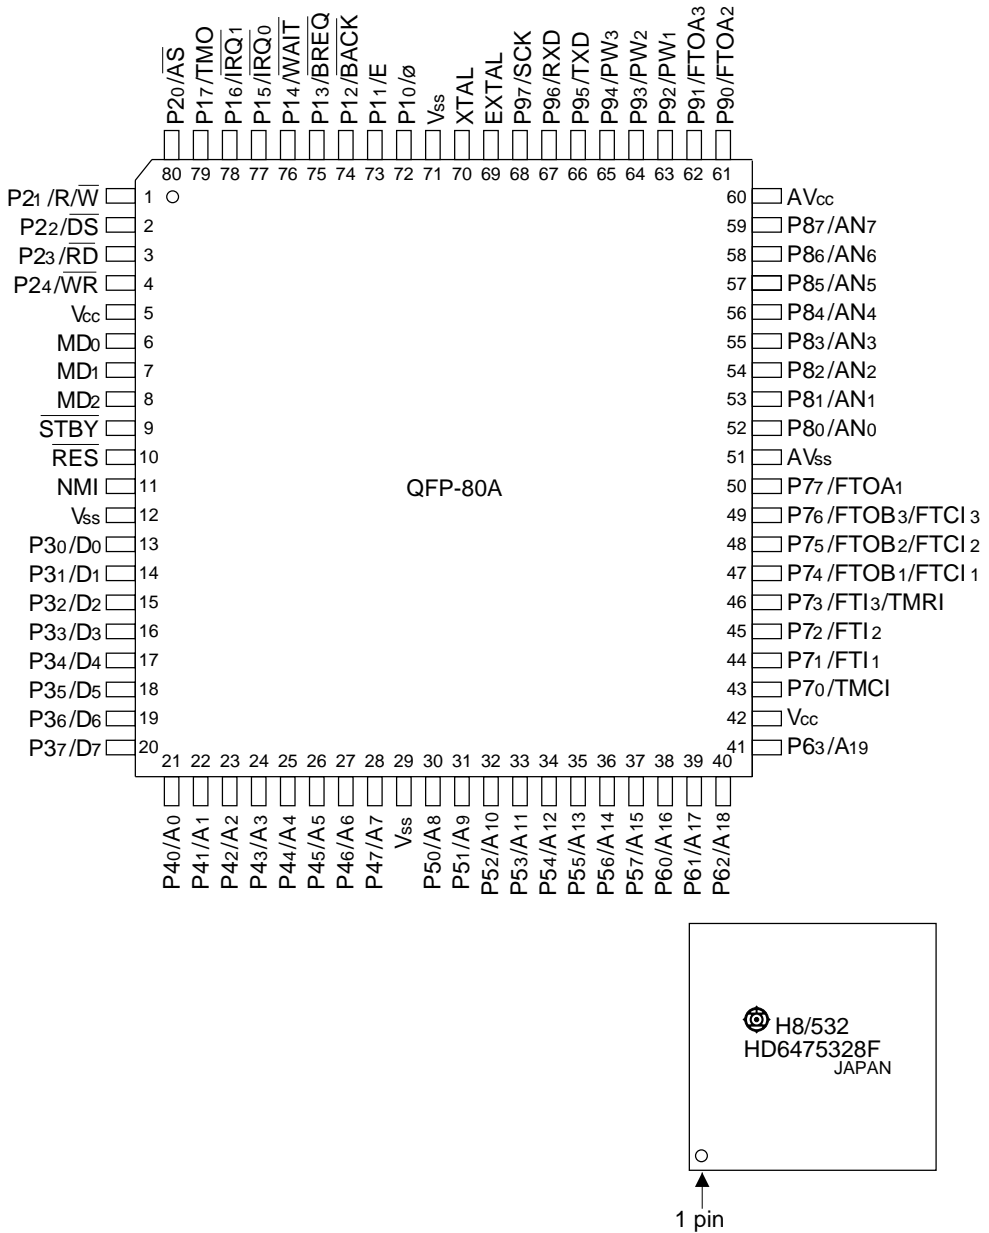 P20/A̅S̅
P17/TMO
P16/I̅R̅Q̅1̅
P15/I̅R̅Q̅0̅
P14/W̅A̅I̅T̅
P13/B̅R̅E̅Q̅
P12/B̅A̅C̅K̅
P11/E
P10/ø
Vss
XTAL
EXTAL
P97/SCK
P96/RXD
P95/TXD
P94/PW3
P93/PW2
P92/PW1
P91/FTOA3
P90/FTOA2
80 79 78 77 76 75 74 73 72 71 70 69 68 67 66 65 64 63 62 61
P21/R/W̅ 1 60 AVcc
P22/D̅S̅ 2 59 P87/AN7
P23/R̅D̅ 3 58 P86/AN6
P24/W̅R̅ 4 57 P85/AN5
Vcc 5 56 P84/AN4
MD0 6 55 P83/AN3
MD1 7 54 P82/AN2
MD2 8 53 P81/AN1
S̅T̅B̅Y̅ 9 52 P80/AN0
R̅E̅S̅ 10 51 AVss
NMI 11 QFP-80A 50 P77/FTOA1
Vss 12 49 P76/FTOB3/FTCI3
P30/D0 13 48 P75/FTOB2/FTCI2
P31/D1 14 47 P74/FTOB1/FTCI1
P32/D2 15 46 P73/FTI3/TMRI
P33/D3 16 45 P72/FTI2
P34/D4 17 44 P71/FTI1
P35/D5 18 43 P70/TMCI
P36/D6 19 42 Vcc
P37/D7 20 41 P63/A19
21 22 23 24 25 26 27 28 29 30 31 32 33 34 35 36 37 38 39 40
P40/A0
P41/A1
P42/A2
P43/A3
P44/A4
P45/A5
P46/A6
P47/A7
Vss
P50/A8
P51/A9
P52/A10
P53/A11
P54/A12
P55/A13
P56/A14
P57/A15
P60/A16
P61/A17
P62/A18
H8/532
HD6475328F
JAPAN
1 pin